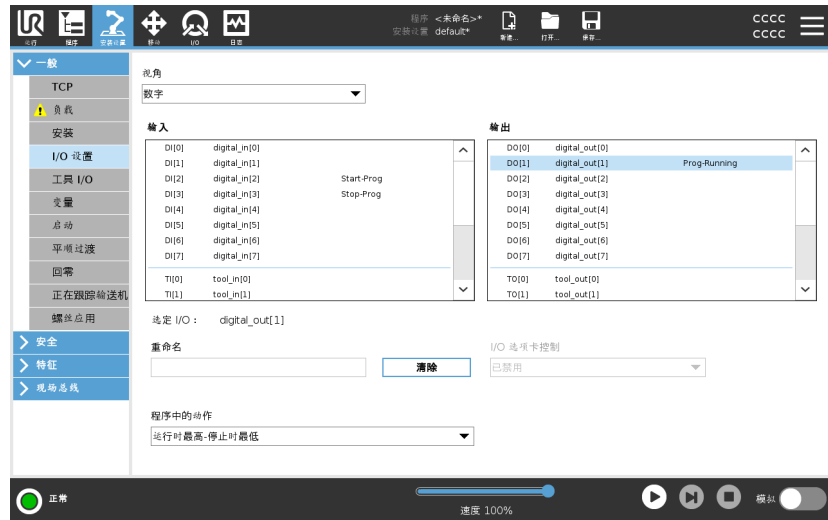 运行 程序 安装设置 移动 I/O 日志
程序 <未命名>*
安装设置 default*
新建... 打开... 保存...
cccc
cccc
一般
TCP
负载
安装
I/O 设置
工具 I/O
变量
启动
平顺过渡
回零
正在跟踪输送机
螺丝应用
安全
特征
现场总线
视角
数字
输入
DI[0] digital_in[0]
DI[1] digital_in[1]
DI[2] digital_in[2] Start-Prog
DI[3] digital_in[3] Stop-Prog
DI[4] digital_in[4]
DI[5] digital_in[5]
DI[6] digital_in[6]
DI[7] digital_in[7]
TI[0] tool_in[0]
TI[1] tool_in[1]
输出
DO[0] digital_out[0]
DO[1] digital_out[1] Prog-Running
DO[2] digital_out[2]
DO[3] digital_out[3]
DO[4] digital_out[4]
DO[5] digital_out[5]
DO[6] digital_out[6]
DO[7] digital_out[7]
TO[0] tool_out[0]
TO[1] tool_out[1]
选定 I/O： digital_out[1]
重命名
清除
I/O 选项卡控制
已禁用
程序中的动作
运行时最高-停止时最低
正常
速度 100%
模拟